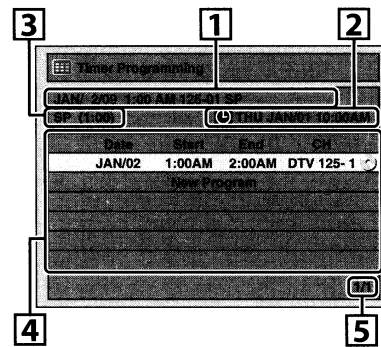 3 1 2
Timer Programming
JAN/ 2/09 1:00 AM 125-01 SP
SP (1:00) THU JAN/01 10:00AM
Date Start End CH
JAN/02 1:00AM 2:00AM DTV 125- 1
New Program
1/1
4 5